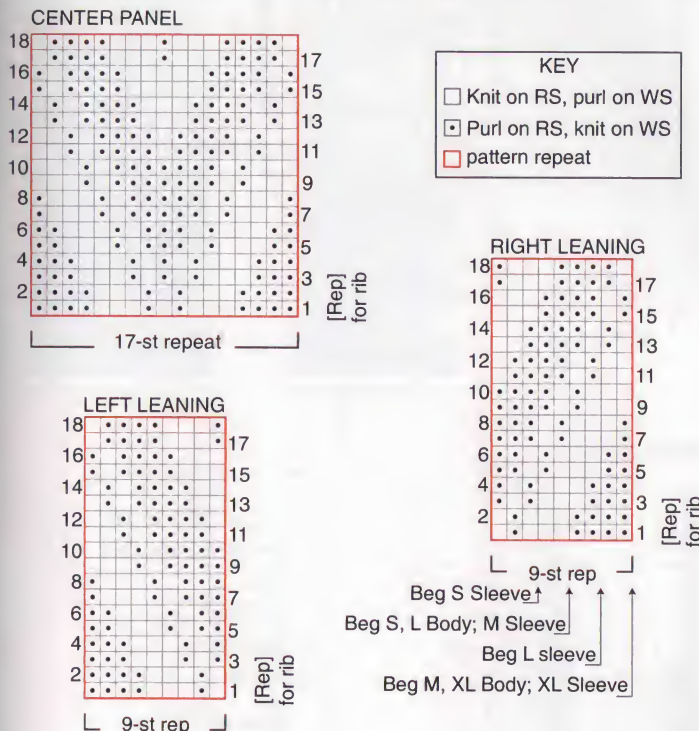 CENTER PANEL
18
17
16
15
14
13
12
11
10
9
8
7
6
5
4
3
2
1
[Rep]
for rib
17-st repeat
KEY
Knit on RS, purl on WS
Purl on RS, knit on WS
pattern repeat
RIGHT LEANING
18
17
16
15
14
13
12
11
10
9
8
7
6
5
4
3
2
1
[Rep]
for rib
9-st rep
Beg S Sleeve
Beg S, L Body; M Sleeve
Beg L sleeve
Beg M, XL Body; XL Sleeve
LEFT LEANING
18
17
16
15
14
13
12
11
10
9
8
7
6
5
4
3
2
1
[Rep]
for rib
9-st rep